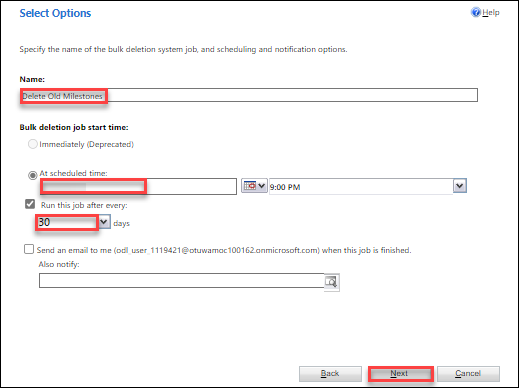 Select Options
Help
Specify the name of the bulk deletion system job, and scheduling and notification options.
Name:
Delete Old Milestones
Bulk deletion job start time:
Immediately (Deprecated)
At scheduled time:
9:00 PM
Run this job after every:
30 days
Send an email to me (odl_user_1119421@otuwamoc100162.onmicrosoft.com) when this job is finished.
Also notify:
Back Next Cancel